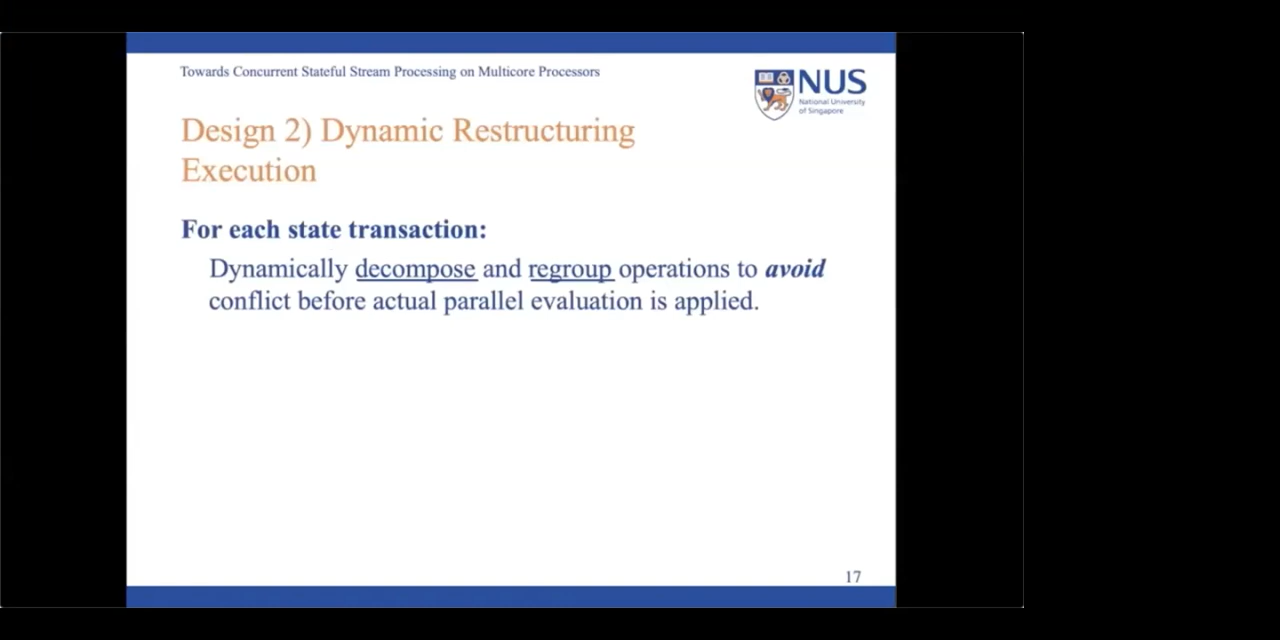 Towards Concurrent Stateful Stream Processing on Multicore Processors
NUS
National University
of Singapore
Design 2) Dynamic Restructuring
Execution
For each state transaction:
Dynamically decompose and regroup operations to avoid
conflict before actual parallel evaluation is applied.
17